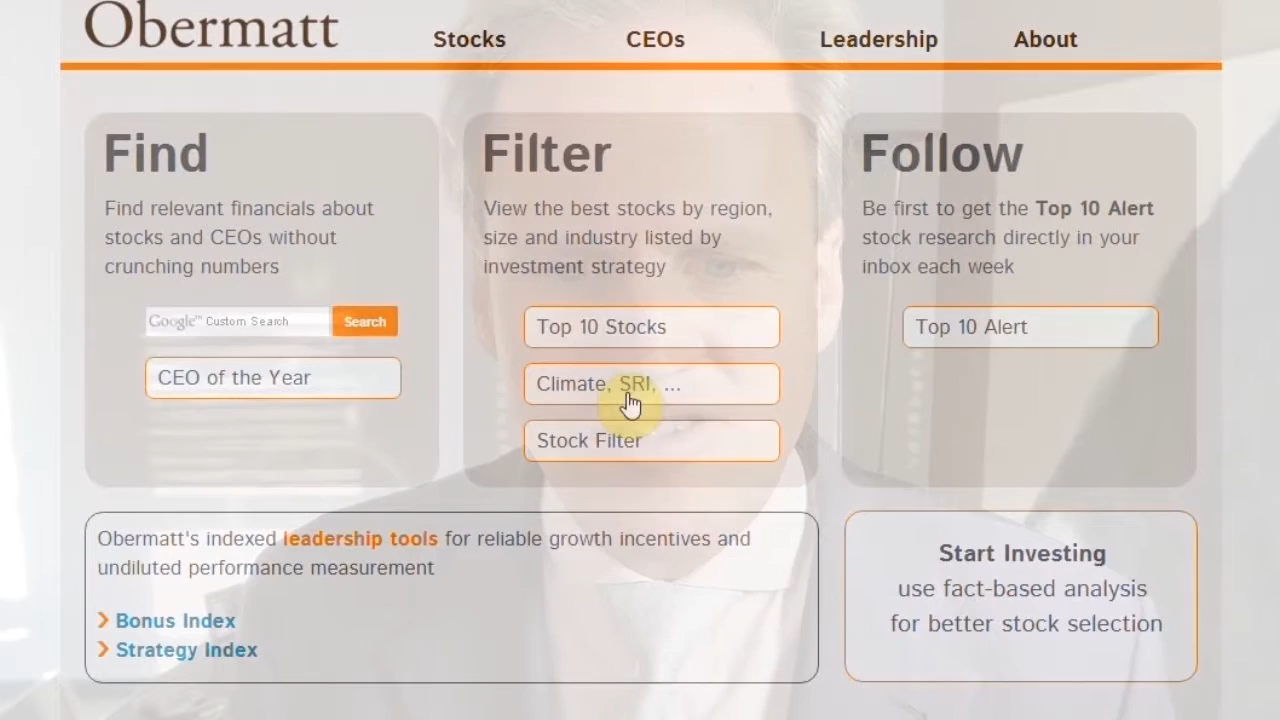 Obermatt
Stocks CEOs Leadership About
Find
Find relevant financials about
stocks and CEOs without
crunching numbers
Google™ Custom Search Search
CEO of the Year
Filter
View the best stocks by region,
size and industry listed by
investment strategy
Top 10 Stocks
Climate, SRI, ...
Stock Filter
Follow
Be first to get the Top 10 Alert
stock research directly in your
inbox each week
Top 10 Alert
Obermatt's indexed leadership tools for reliable growth incentives and
undiluted performance measurement
Bonus Index
Strategy Index
Start Investing
use fact-based analysis
for better stock selection